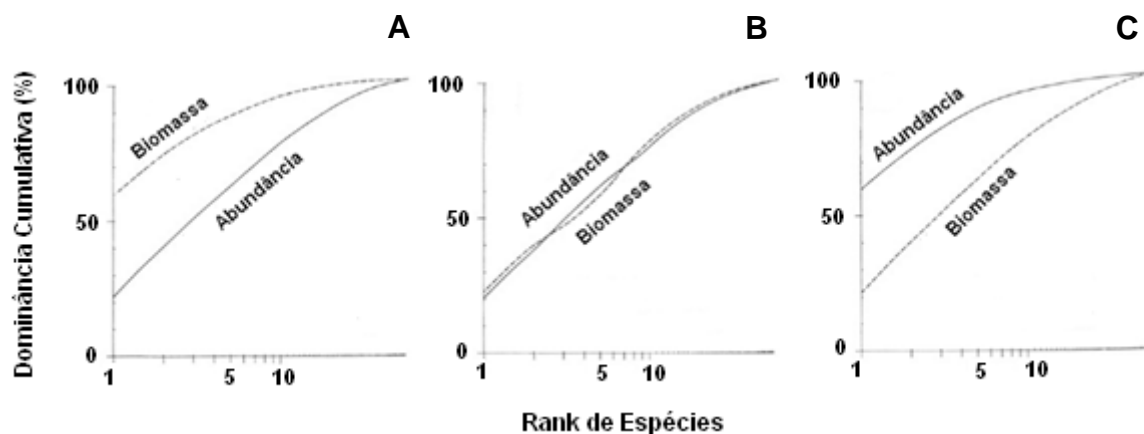 A
B
C
Dominância Cumulativa (%)
100
50
0
1
5
10
Biomassa
Abundância
100
50
0
1
5
10
Abundância
Biomassa
100
50
0
1
5
10
Abundância
Biomassa
Rank de Espécies